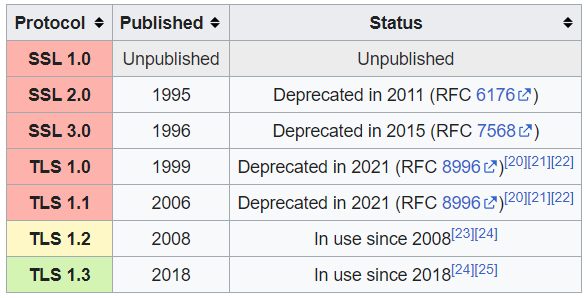 Protocol Published Status
SSL 1.0 Unpublished Unpublished
SSL 2.0 1995 Deprecated in 2011 (RFC 6176)
SSL 3.0 1996 Deprecated in 2015 (RFC 7568)
TLS 1.0 1999 Deprecated in 2021 (RFC 8996)[20][21][22]
TLS 1.1 2006 Deprecated in 2021 (RFC 8996)[20][21][22]
TLS 1.2 2008 In use since 2008[23][24]
TLS 1.3 2018 In use since 2018[24][25]